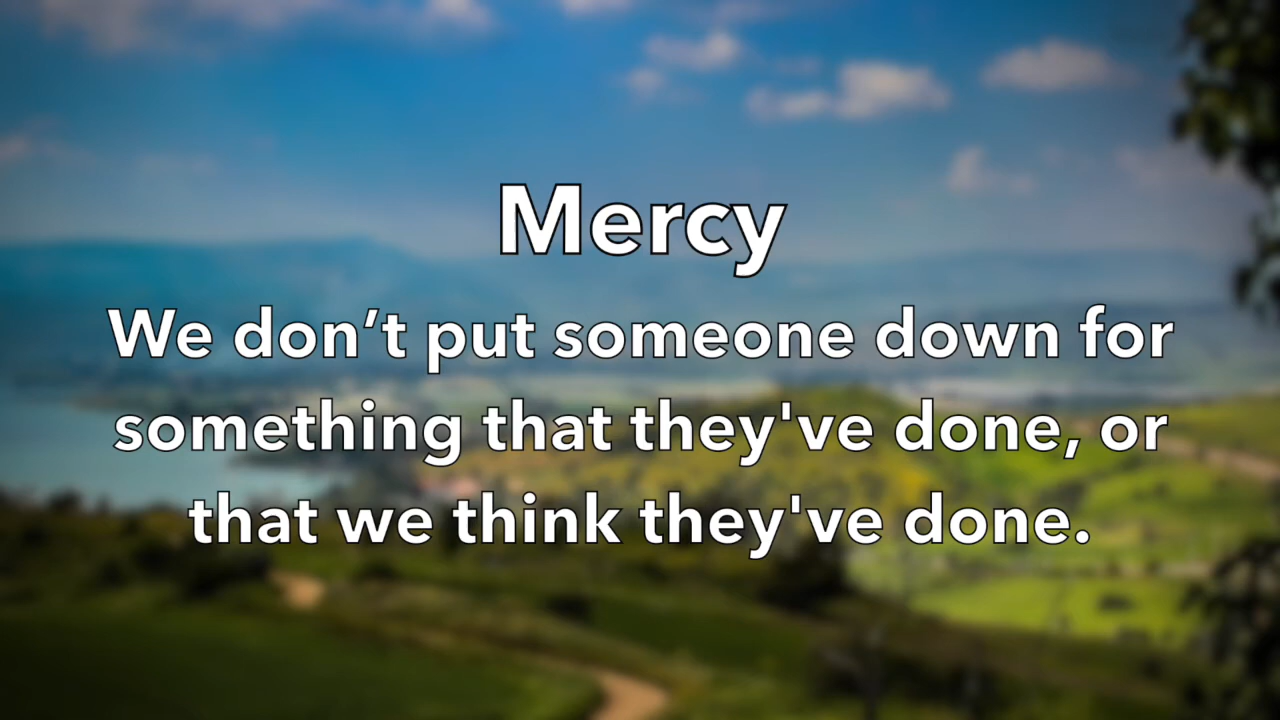 Mercy
We don’t put someone down for
something that they've done, or
that we think they've done.